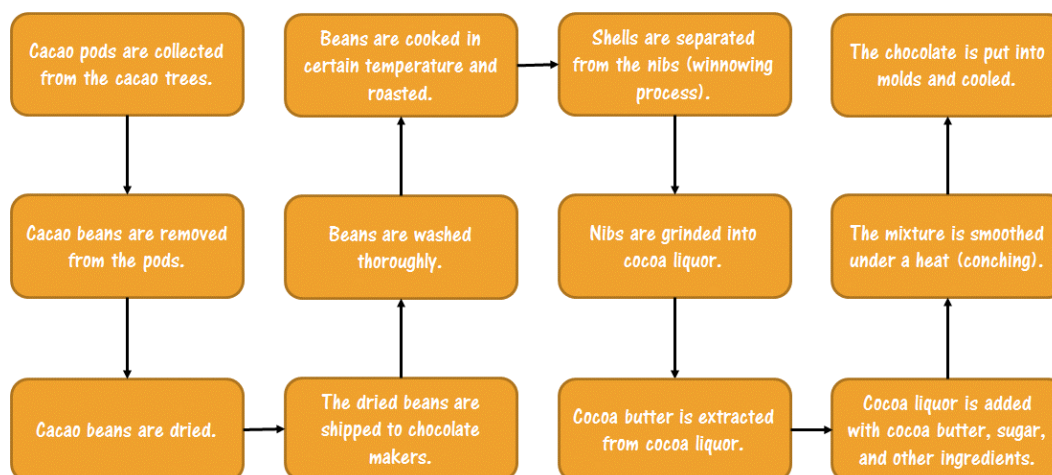 Cacao pods are collected
from the cacao trees.
Cacao beans are removed
from the pods.
Cacao beans are dried.
The dried beans are
shipped to chocolate
makers.
Beans are washed
thoroughly.
Beans are cooked in
certain temperature and
roasted.
Shells are separated
from the nibs (winnowing
process).
Nibs are grinded into
cocoa liquor.
Cocoa butter is extracted
from cocoa liquor.
Cocoa liquor is added
with cocoa butter, sugar,
and other ingredients.
The mixture is smoothed
under a heat (conching).
The chocolate is put into
molds and cooled.